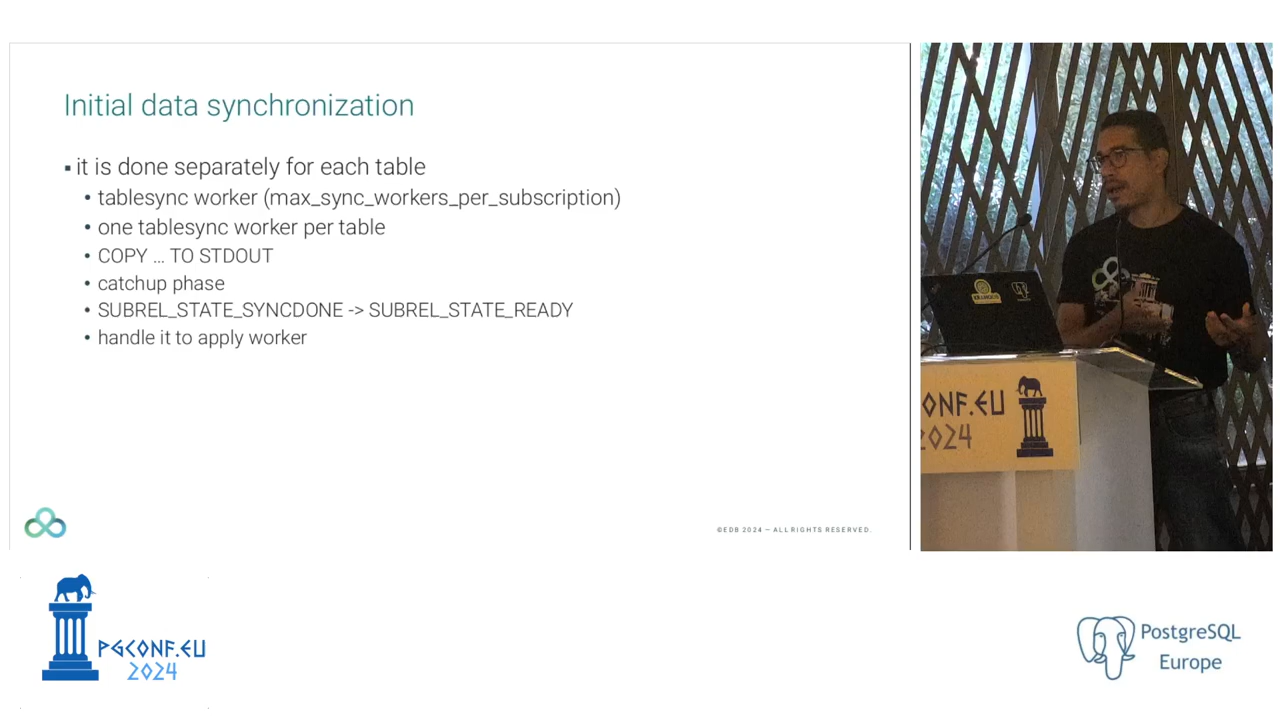 Initial data synchronization
▪ it is done separately for each table
• tablesync worker (max_sync_workers_per_subscription)
• one tablesync worker per table
• COPY ... TO STDOUT
• catchup phase
• SUBREL_STATE_SYNCDONE -> SUBREL_STATE_READY
• handle it to apply worker
©EDB 2024 — ALL RIGHTS RESERVED.
ONF.EU
2024
PGCONF.EU
2024
PostgreSQL
Europe